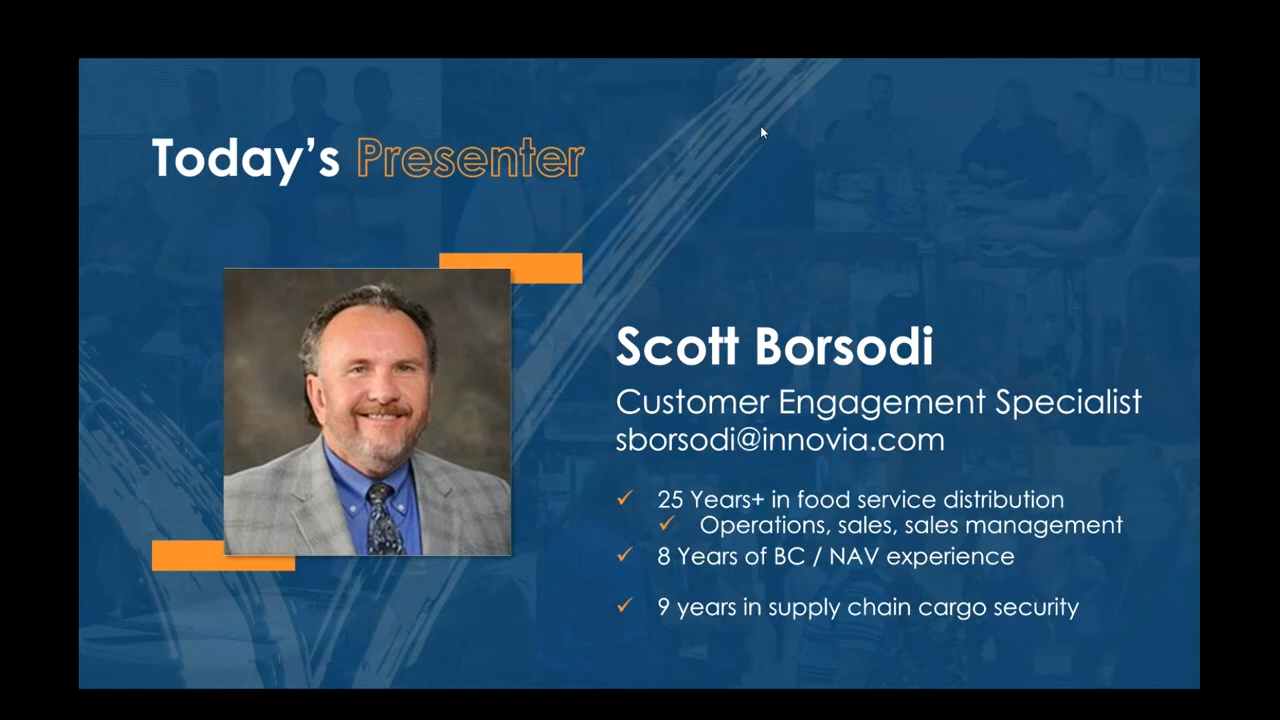 Today's Presenter
Scott Borsodi
Customer Engagement Specialist
sborsodi@innovia.com
25 Years+ in food service distribution
Operations, sales, sales management
8 Years of BC / NAV experience
9 years in supply chain cargo security